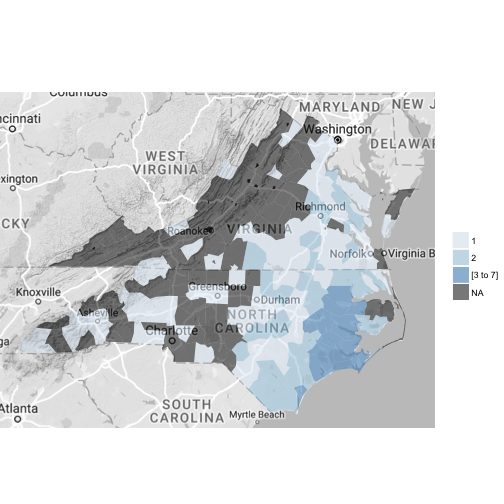 Columbus
MARYLAND
NEW J
cincinnati
Washington
DELAWAR
WEST
VIRGINIA
xington
Richmond
CKY
Roanoke
VIRGINIA
Norfolk
Virginia B
1
2
[3 to 7]
NA
Knoxville
Greensboro
Durham
Asheville
NORTH
CAROLINA
Charlotte
ga
Atlanta
SOUTH
CAROLINA
Myrtle Beach